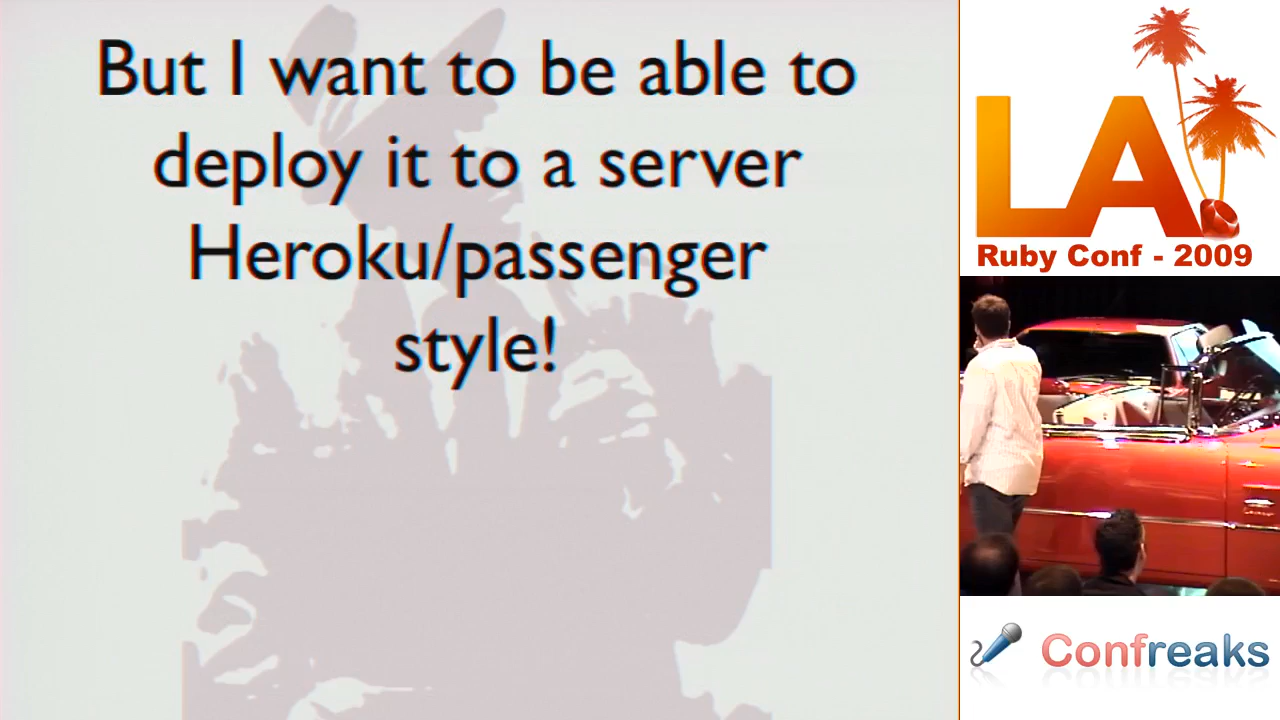 But I want to be able to
deploy it to a server
Heroku/passenger
style!
LA
Ruby Conf - 2009
Confreaks